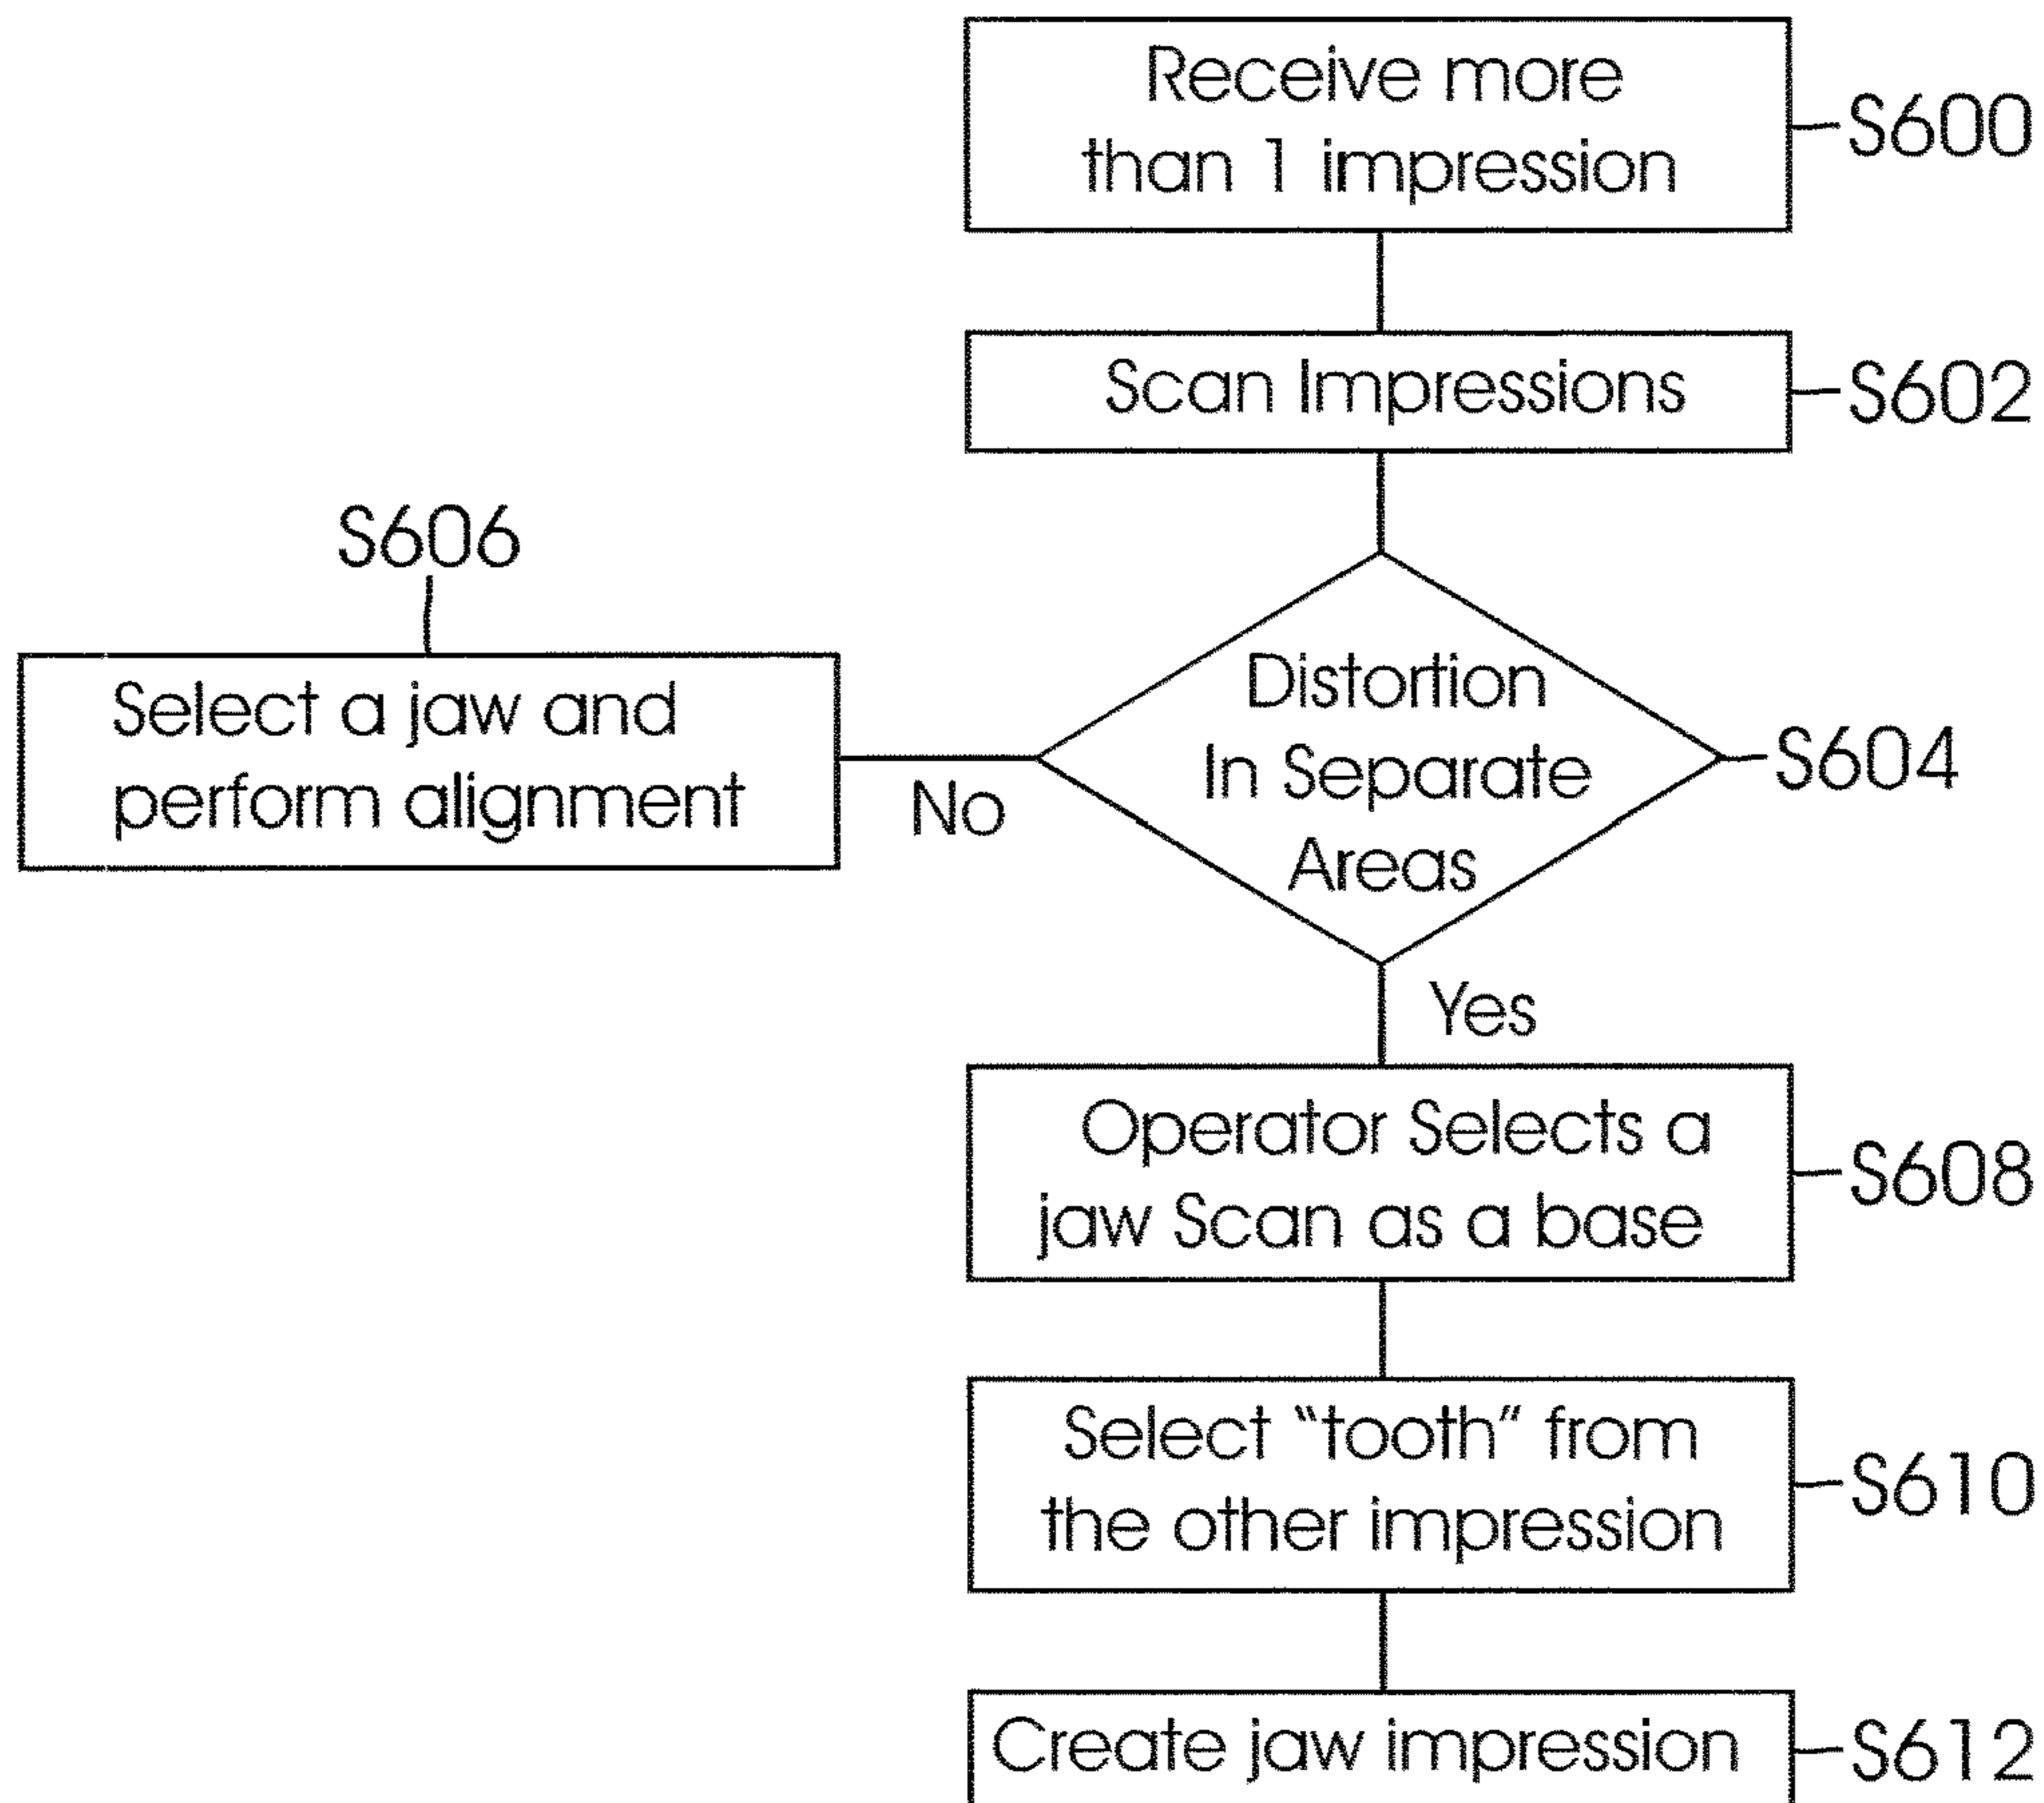 Receive more
than 1 impression
S600
Scan Impressions
S602
Distortion
In Separate
Areas
S604
No
S606
Select a jaw and
perform alignment
Yes
Operator Selects a
jaw Scan as a base
S608
Select “tooth” from
the other impression
S610
Create jaw impression
S612